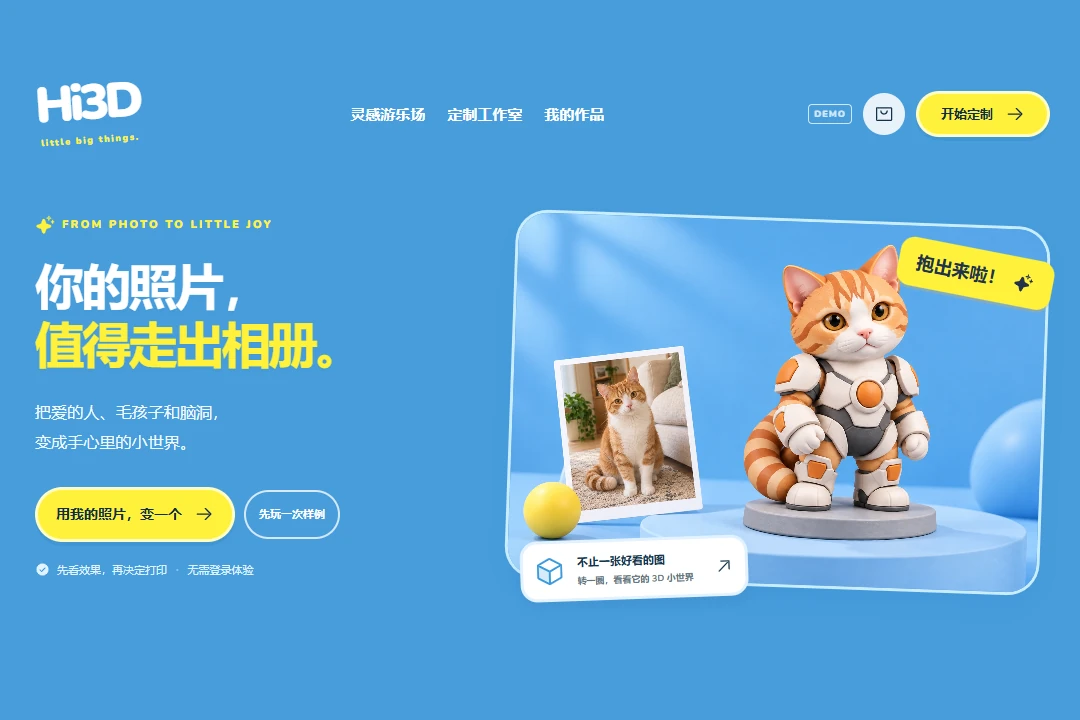 Hi3D
little big things.
灵感游乐场
定制工作室
我的作品
DEMO
开始定制
FROM PHOTO TO LITTLE JOY
你的照片，
值得走出相册。
把爱的人、毛孩子和脑洞，
变成手心里的小世界。
用我的照片，变一个
先玩一次样例
先看效果，再决定打印 · 无需登录体验
抱出来啦！
不止一张好看的图
转一圈，看看它的 3D 小世界